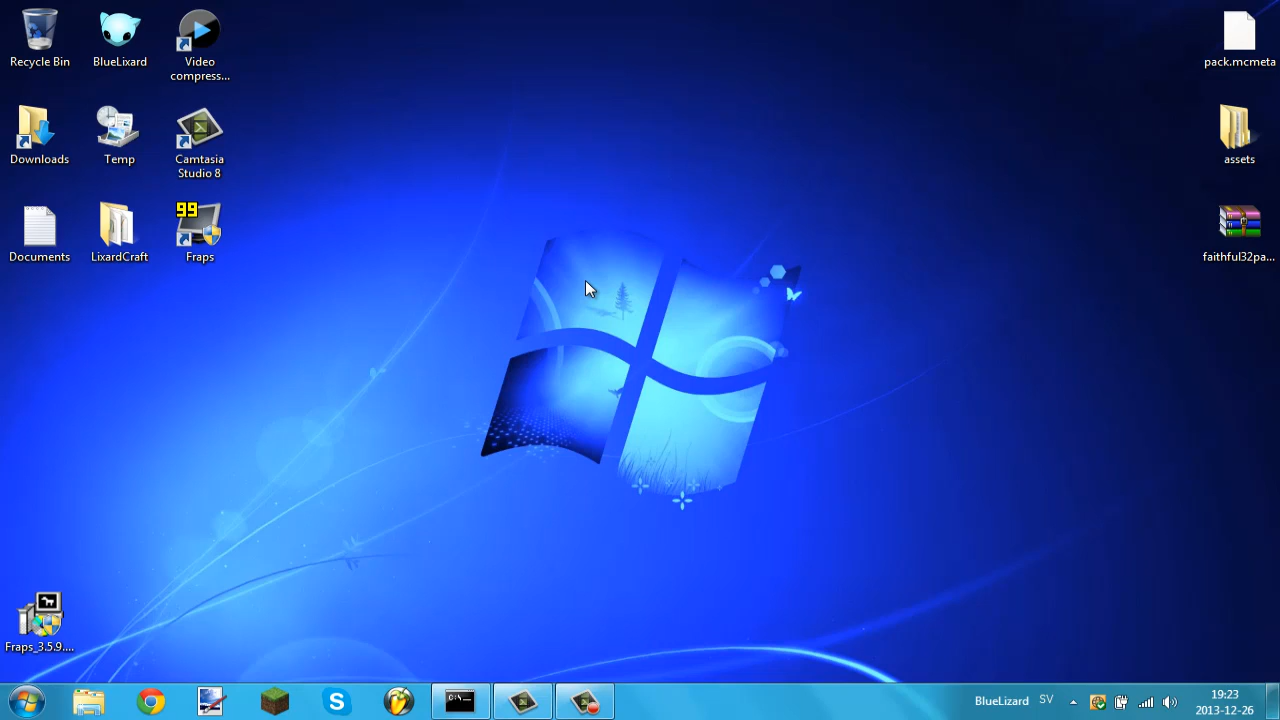 Recycle Bin
BlueLixard
Video
compress...
Downloads
Temp
Camtasia
Studio 8
Documents
LixardCraft
99
Fraps
pack.mcmeta
assets
faithful32pa...
Fraps_3.5.9....
C:\_
S
BlueLizard
SV
19:23
2013-12-26